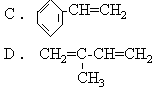 C. CH=CH₂
D. CH₂=C-CH=CH₂
CH₃